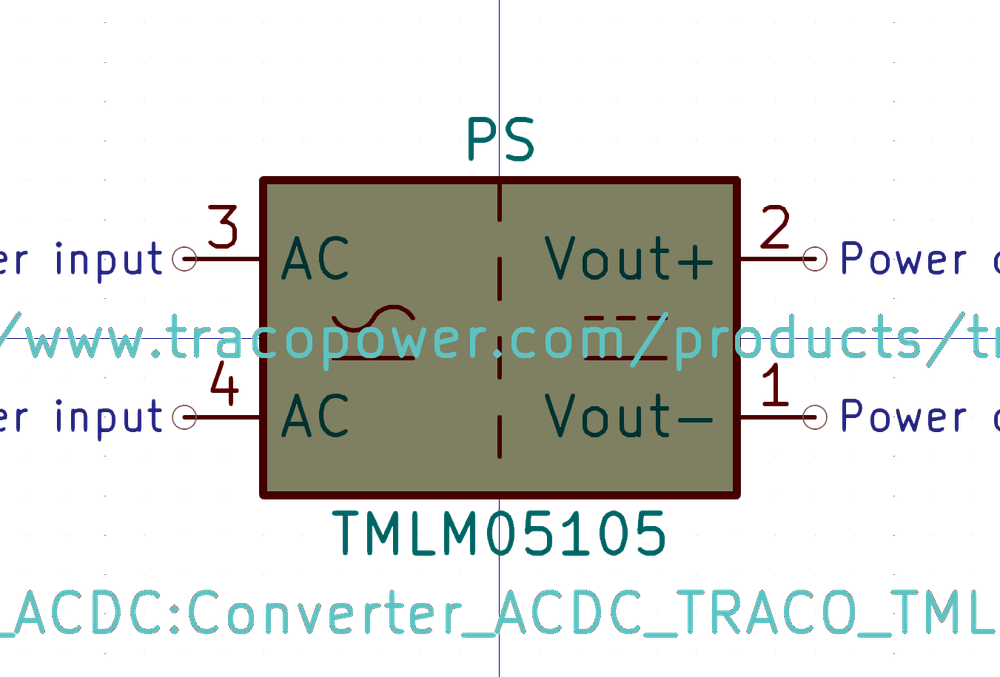 PS
3 2
er input AC Vout+ Power
/www.tracopower.com/products/t
4 1
er input AC Vout− Power
TMLM05105
_ACDC:Converter_ACDC_TRACO_TML